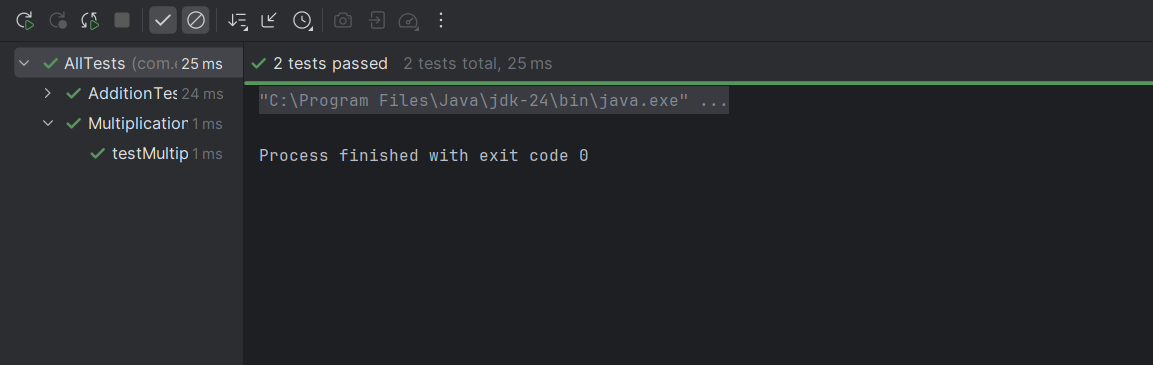 AllTests (com.e 25 ms
AdditionTes 24 ms
Multiplication 1 ms
testMultip 1 ms
2 tests passed 2 tests total, 25 ms
"C:\Program Files\Java\jdk-24\bin\java.exe" ...
Process finished with exit code 0